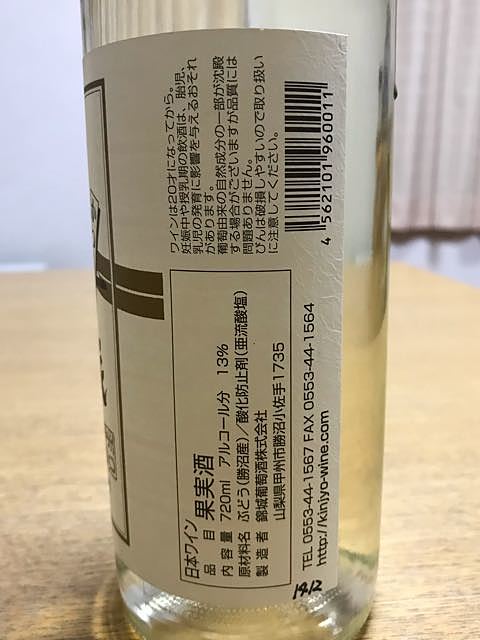 ワインは20才になってから。
妊娠中や授乳期の飲酒は、胎児、
乳児の発育に影響を与えるおそれ
があります。
葡萄由来の自然成分の一部が沈殿
する場合がございますが品質には
問題ありません。
びんは破損しやすいので取り扱い
に注意してください。
4 562101 960011
日本ワイン
品目 果実酒
内容量 720ml アルコール分 13%
原材料名 ぶどう(勝沼産)/酸化防止剤(亜硫酸塩)
製造者 錦城葡萄酒株式会社
山梨県甲州市勝沼小佐手1735
TEL 0553-44-1567 FAX 0553-44-1564
http://kinjyo-wine.com